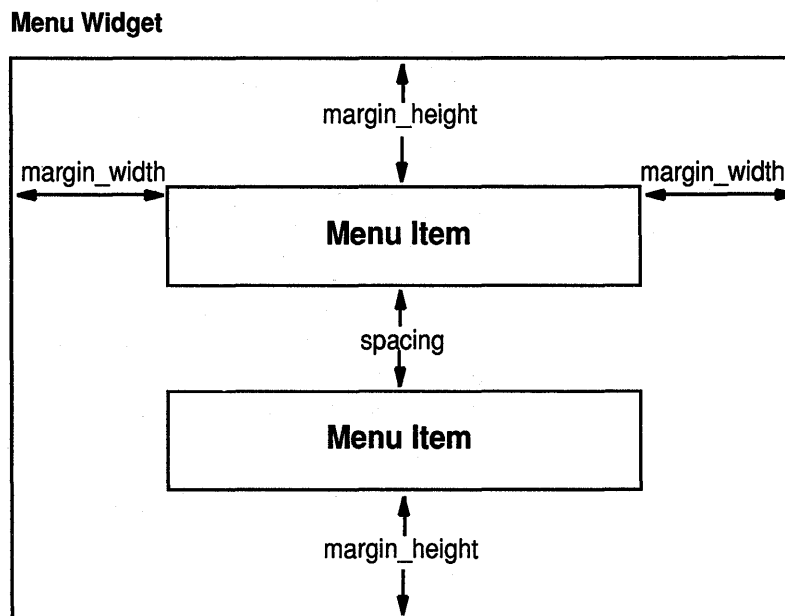 Menu Widget
margin_height
margin_width
margin_width
Menu Item
spacing
Menu Item
margin_height